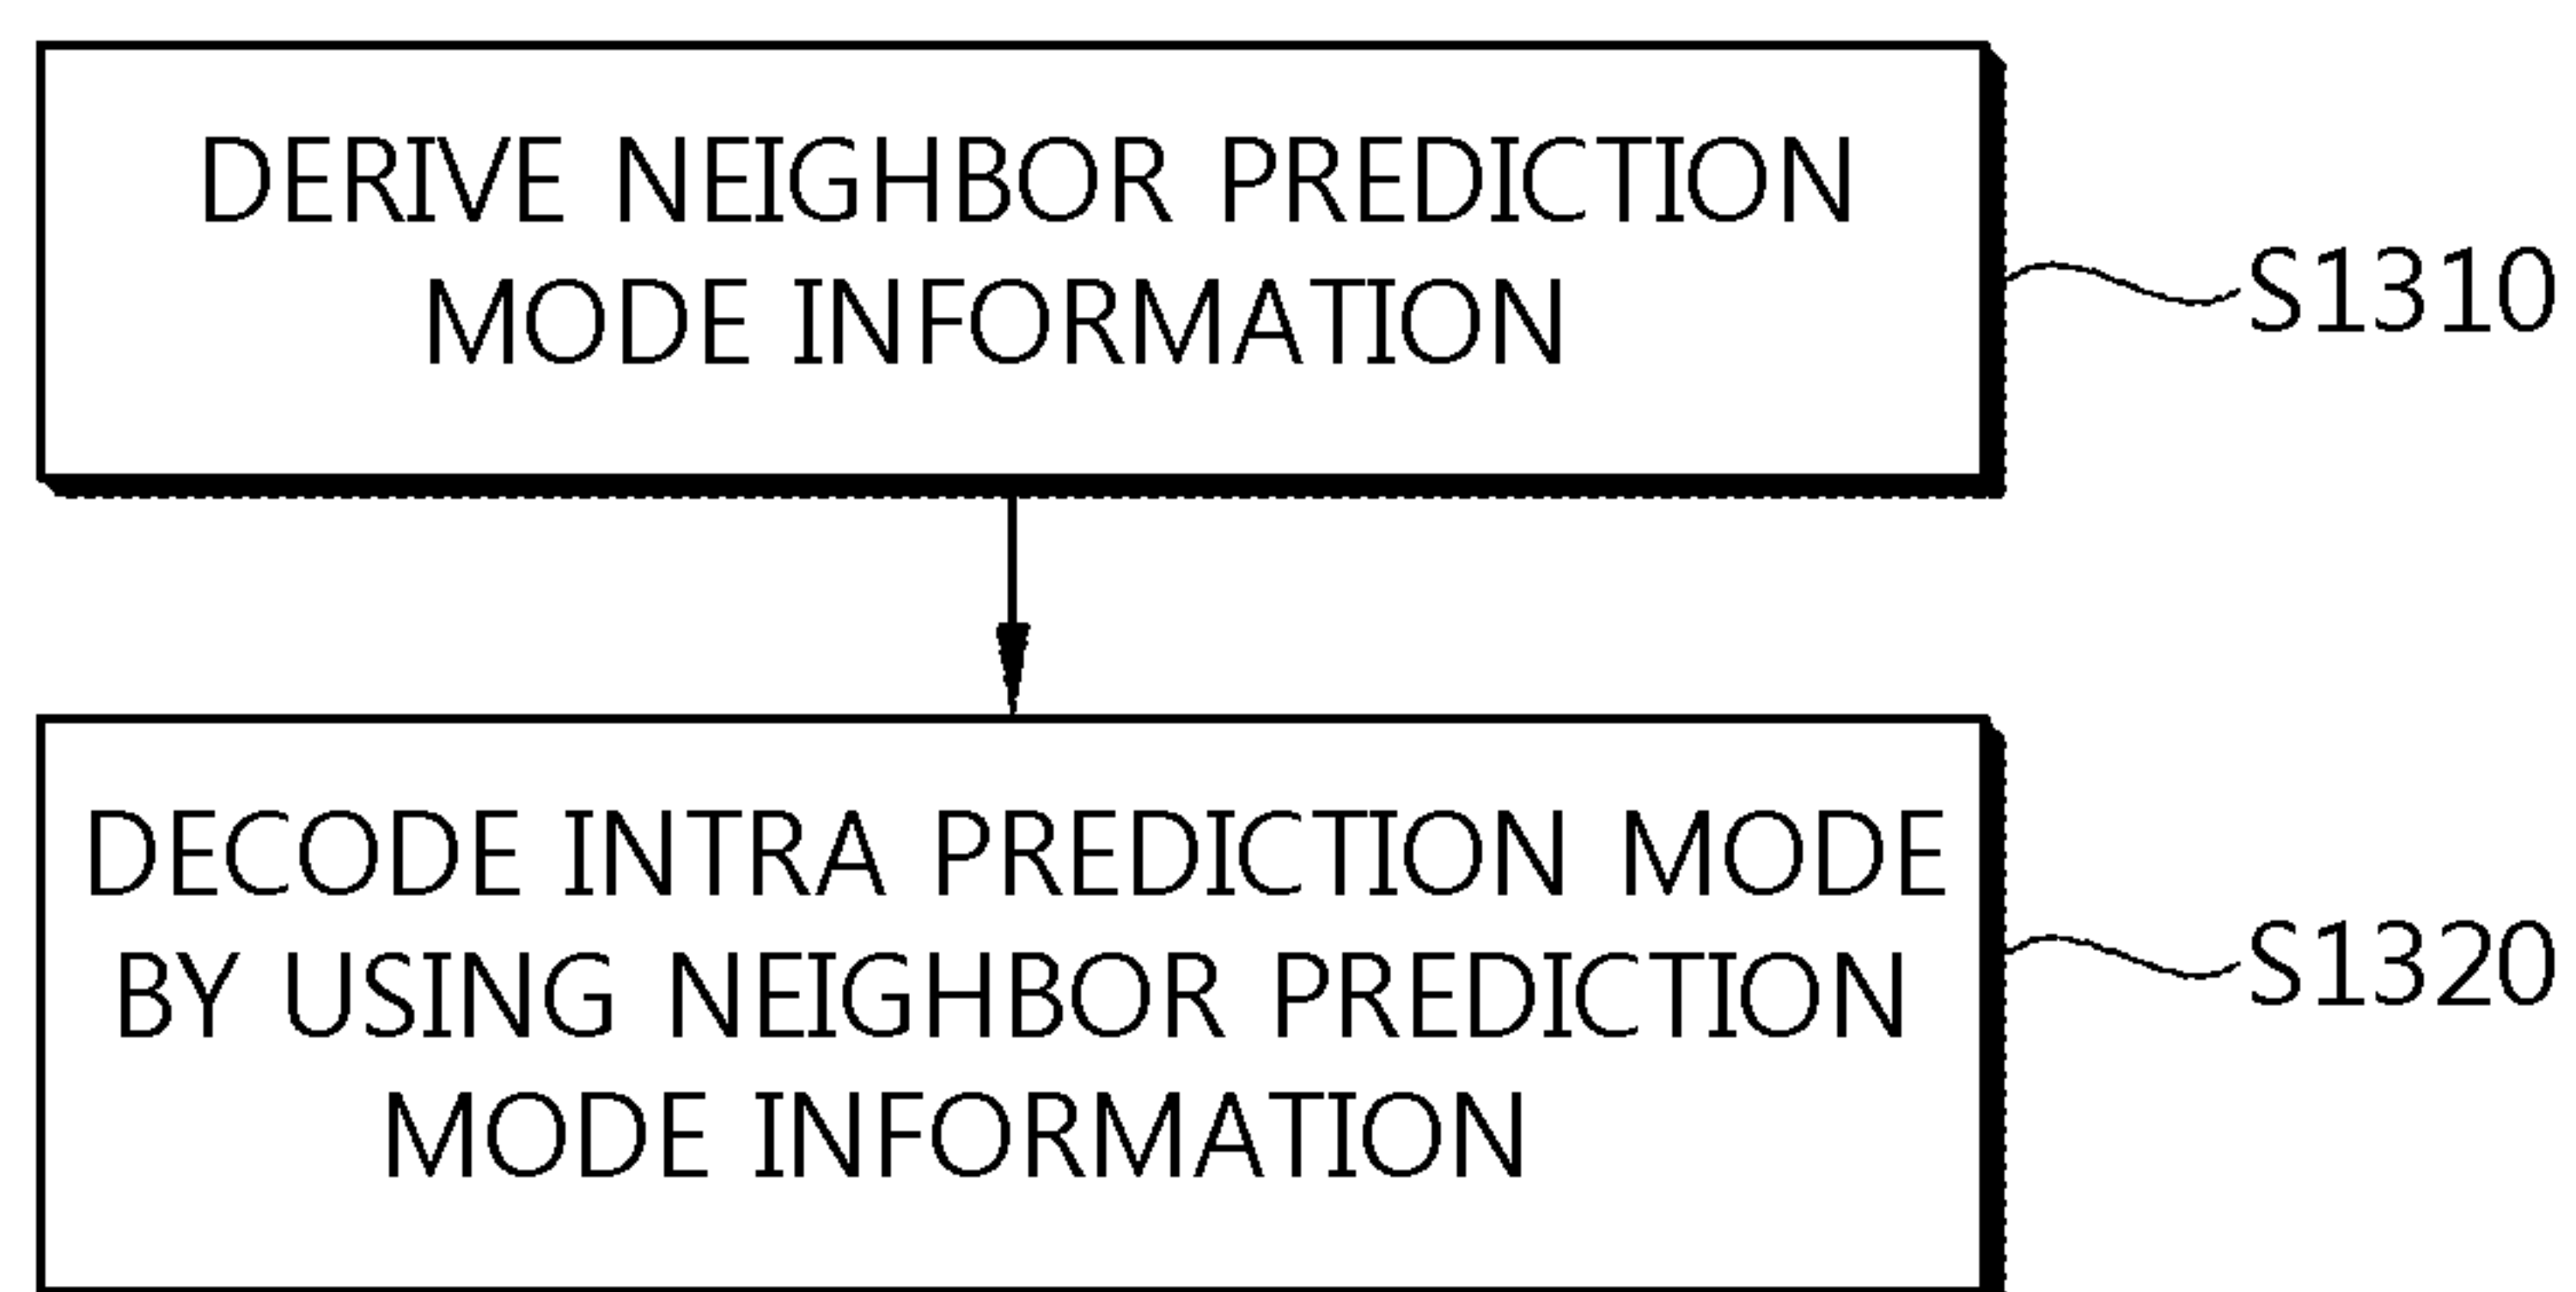 DERIVE NEIGHBOR PREDICTION
MODE INFORMATION
S1310
DECODE INTRA PREDICTION MODE
BY USING NEIGHBOR PREDICTION
MODE INFORMATION
S1320